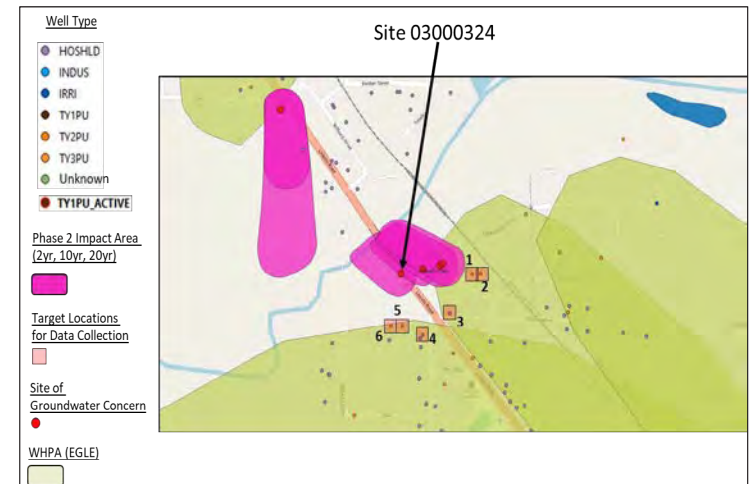 Well Type
HOSHLD
INDUS
IRRI
TY1PU
TY2PU
TY3PU
Unknown
TY1PU_ACTIVE
Phase 2 Impact Area
(2yr, 10yr, 20yr)
Target Locations
for Data Collection
Site of
Groundwater Concern
WHPA (EGLE)
Site 03000324
1
2
3
4
5
6